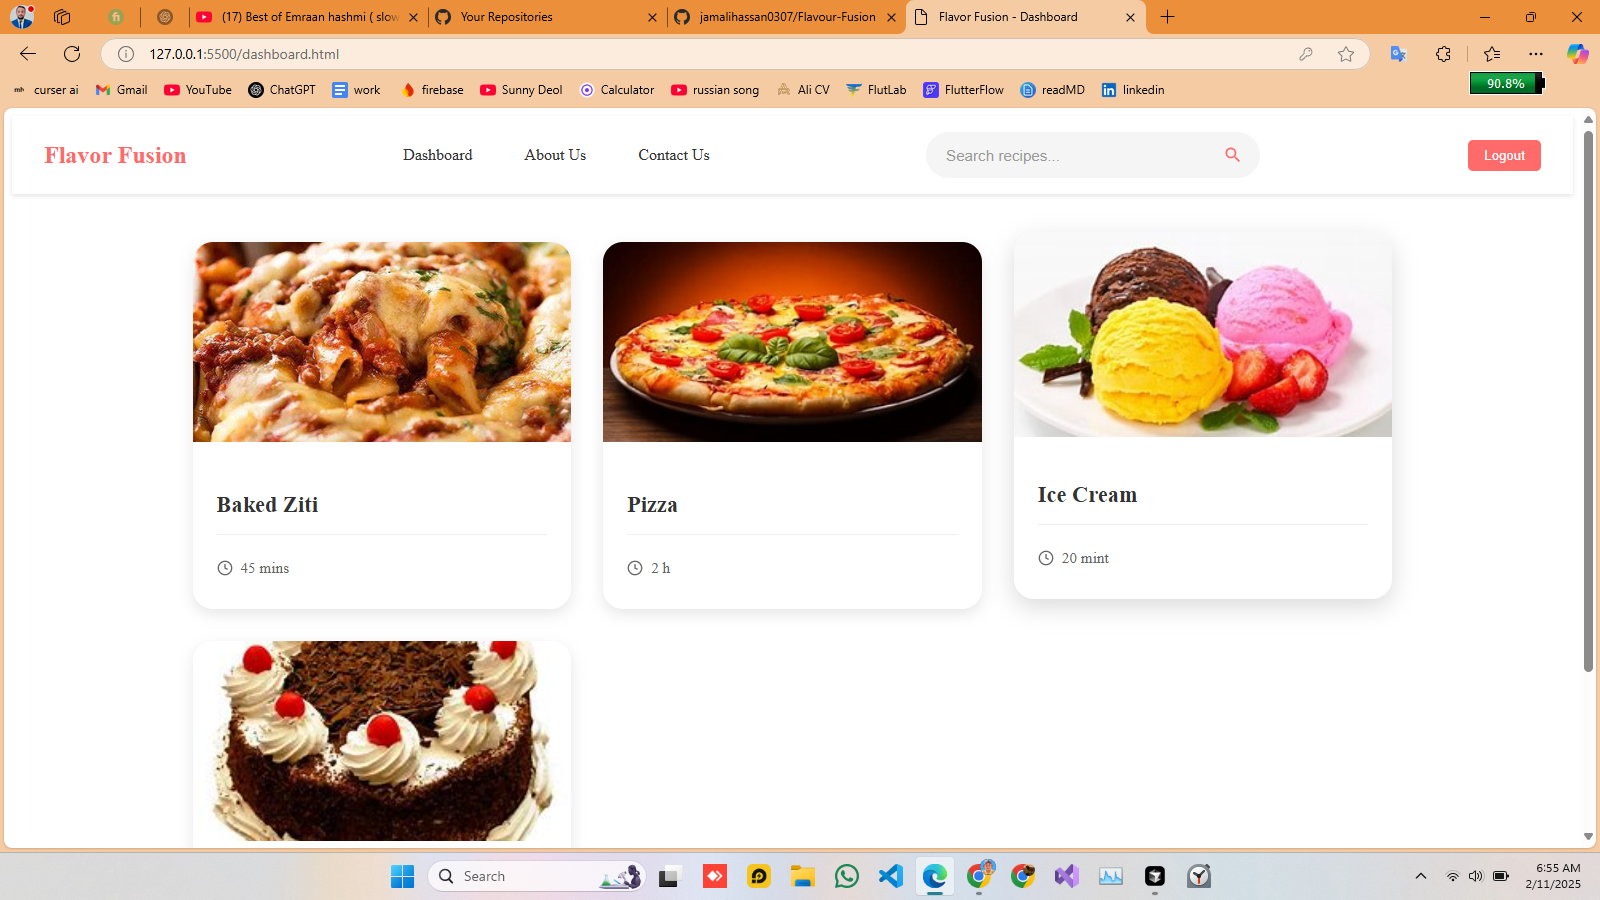 (17) Best of Emraan hashmi ( slow
Your Repositories
jamalihassan0307/Flavour-Fusion
Flavor Fusion - Dashboard
127.0.0.1:5500/dashboard.html
curser ai
Gmail
YouTube
ChatGPT
work
firebase
Sunny Deol
Calculator
russian song
Ali CV
FlutLab
FlutterFlow
readMD
linkedin
90.8%
Flavor Fusion
Dashboard
About Us
Contact Us
Search recipes...
Logout
Baked Ziti
45 mins
Pizza
2 h
Ice Cream
20 mint
Search
6:55 AM
2/11/2025